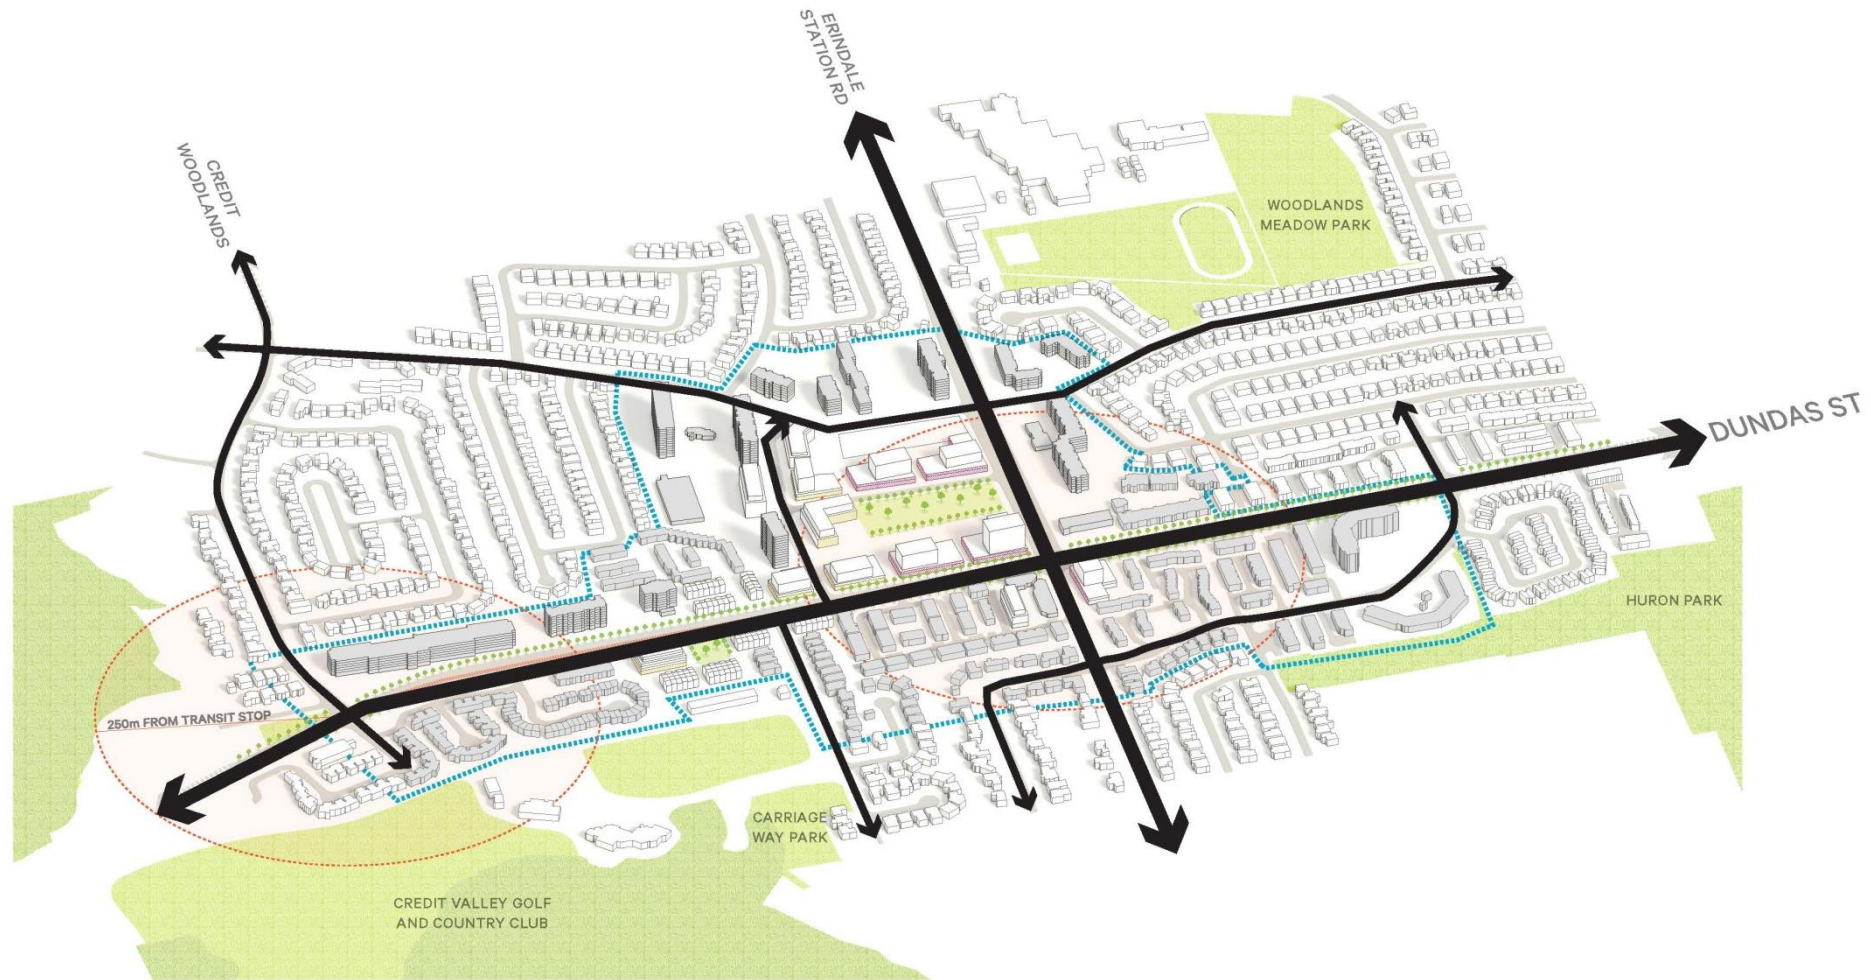 ERINDALE
STATION RD
CREDIT
WOODLANDS
WOODLANDS
MEADOW PARK
DUNDAS ST
HURON PARK
250m FROM TRANSIT STOP
CARRIAGE
WAY PARK
CREDIT VALLEY GOLF
AND COUNTRY CLUB